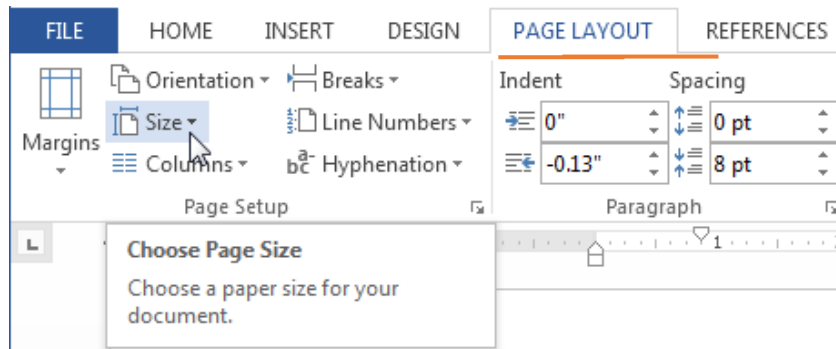 FILE HOME INSERT DESIGN PAGE LAYOUT REFERENCES
Orientation Breaks Indent Spacing
Size Line Numbers 0" 0 pt
Margins
Columns Hyphenation -0.13" 8 pt
Page Setup Paragraph
1
Choose Page Size
Choose a paper size for your
document.